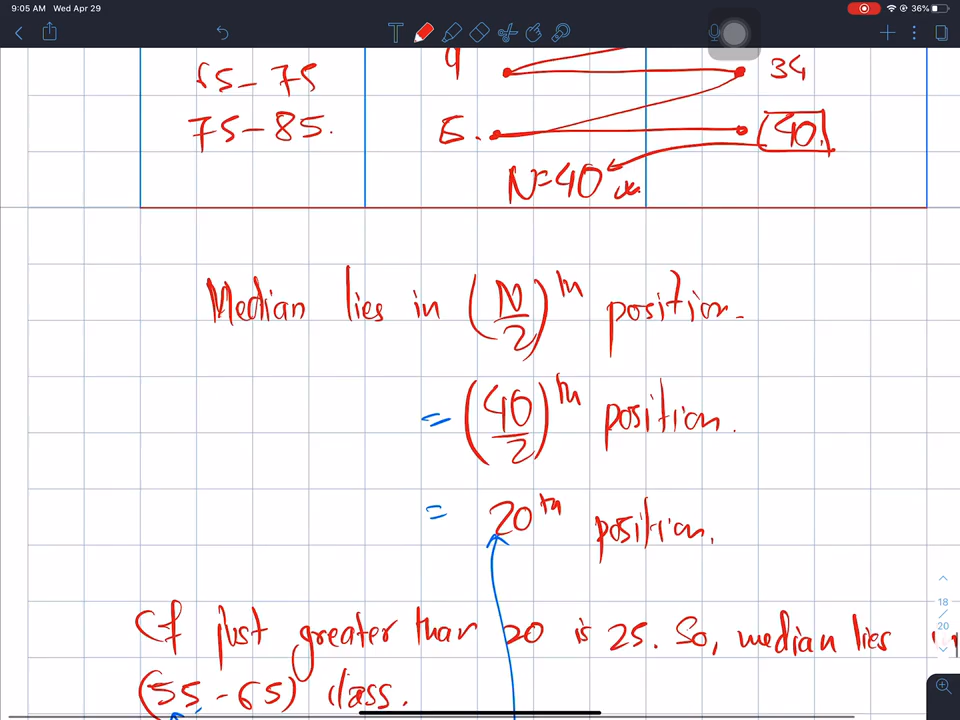 9:05 AM Wed Apr 29
36%
34
65 - 75
75 - 85.
6.
40
N=40
Median lies in (N/2)th position.
= (40/2)th position.
= 20th position.
18
/
20
Cf just greater than 20 is 25. So, median lies in
(55 - 65) class.